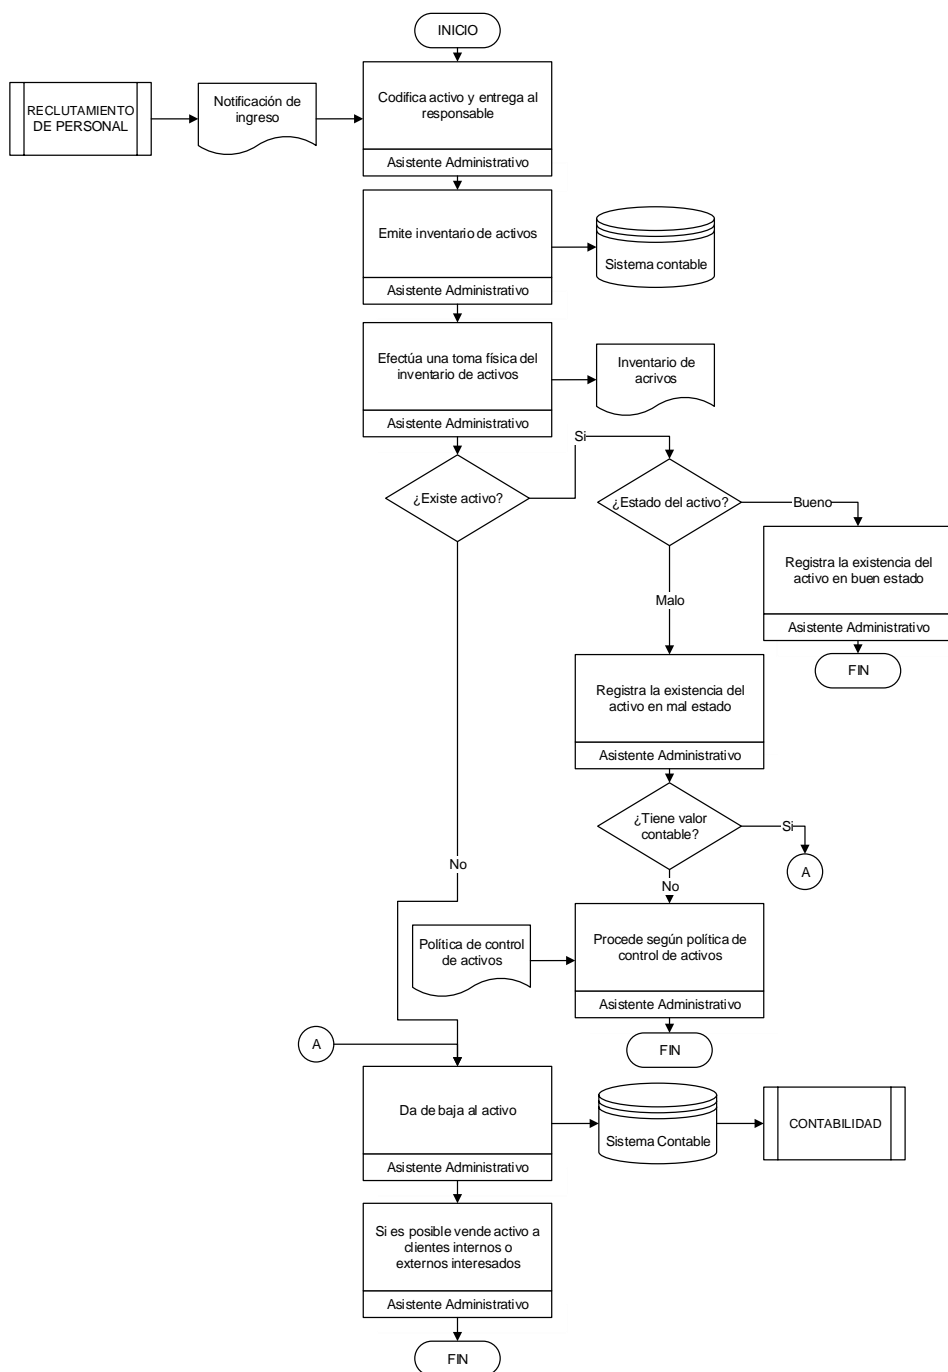 INICIO
RECLUTAMIENTO
DE PERSONAL
Notificación de
ingreso
Codifica activo y entrega al
responsable
Asistente Administrativo
Emite inventario de activos
Asistente Administrativo
Sistema contable
Efectúa una toma física del
inventario de activos
Asistente Administrativo
Inventario de
acrivos
Si
¿Existe activo?
¿Estado del activo?
Bueno
Registra la existencia del
activo en buen estado
Asistente Administrativo
FIN
Malo
Registra la existencia del
activo en mal estado
Asistente Administrativo
¿Tiene valor
contable?
Si
A
No
No
Política de control
de activos
Procede según política de
control de activos
Asistente Administrativo
FIN
A
Da de baja al activo
Asistente Administrativo
Sistema Contable
CONTABILIDAD
Si es posible vende activo a
clientes internos o
externos interesados
Asistente Administrativo
FIN